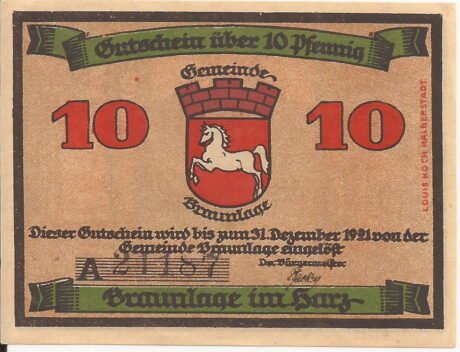 Gutschein über 10 Pfennig
Gemeinde
10 10
Braunlage
Dieser Gutschein wird bis zum 31. Dezember 1921 von der
Gemeinde Braunlage eingelöst
Der Bürgermeister
A 21187
Braunlage im Harz
LOUIS KOCH, HALBERSTADT.